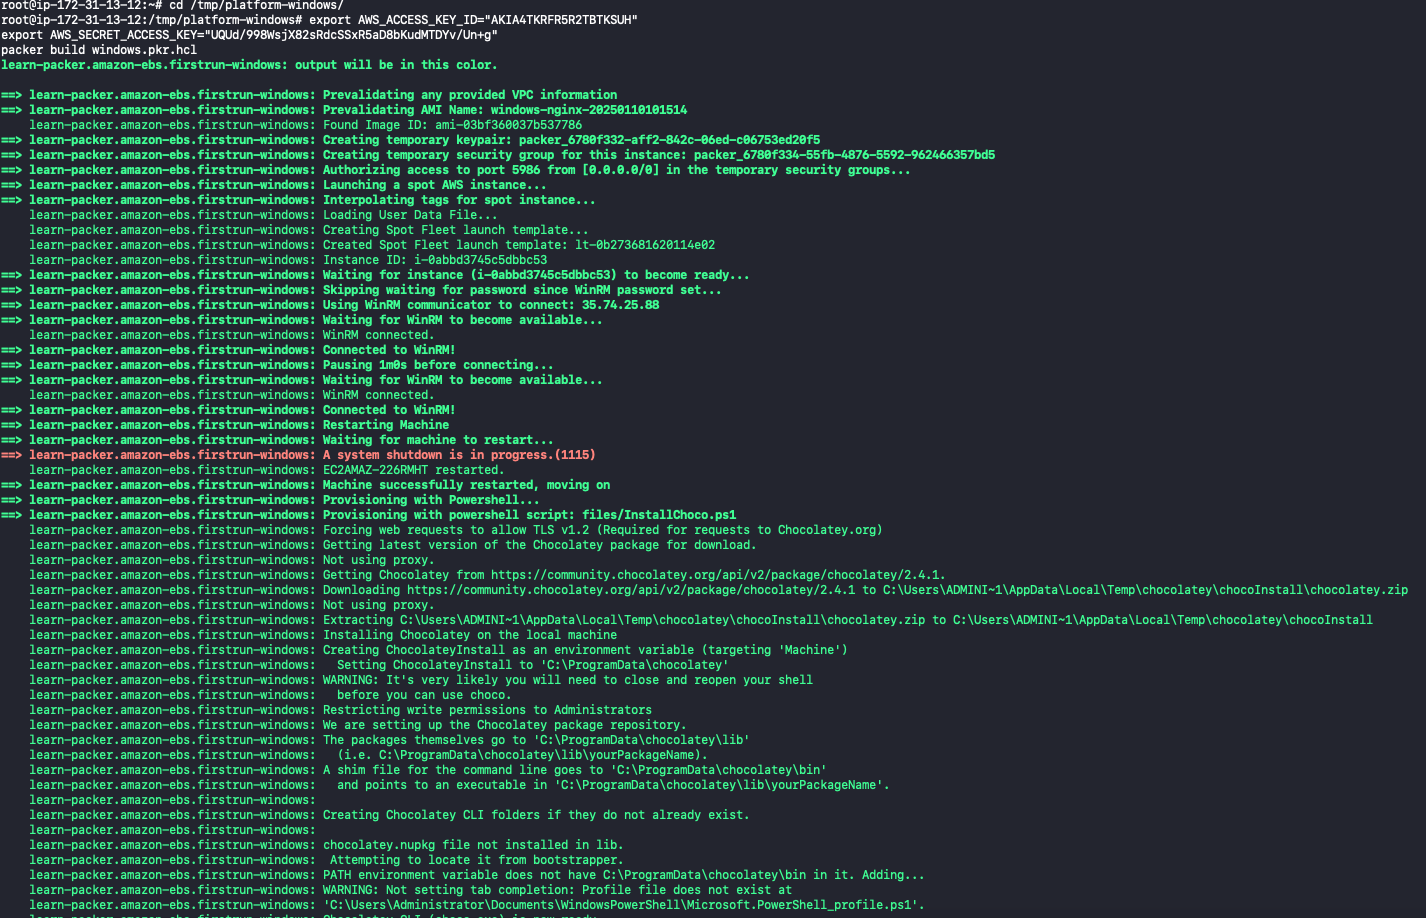 root@ip-172-31-13-12:~# cd /tmp/platform-windows/
root@ip-172-31-13-12:/tmp/platform-windows# export AWS_ACCESS_KEY_ID="AKIA4TKRFR5R2TBTKSUH"
export AWS_SECRET_ACCESS_KEY="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"
packer build windows.pkr.hcl
learn-packer.amazon-ebs.firstrun-windows: output will be in this color.
==> learn-packer.amazon-ebs.firstrun-windows: Prevalidating any provided VPC information
==> learn-packer.amazon-ebs.firstrun-windows: Prevalidating AMI Name: windows-nginx-20250110101514
learn-packer.amazon-ebs.firstrun-windows: Found Image ID: ami-03bf360037b537786
==> learn-packer.amazon-ebs.firstrun-windows: Creating temporary keypair: packer_6780f332-aff2-842c-06ed-c06753ed20f5
==> learn-packer.amazon-ebs.firstrun-windows: Creating temporary security group for this instance: packer_6780f334-55fb-4876-5592-962466357bd5
==> learn-packer.amazon-ebs.firstrun-windows: Authorizing access to port 5986 from [0.0.0.0/0] in the temporary security groups...
==> learn-packer.amazon-ebs.firstrun-windows: Launching a spot AWS instance...
==> learn-packer.amazon-ebs.firstrun-windows: Interpolating tags for spot instance...
learn-packer.amazon-ebs.firstrun-windows: Loading User Data File...
learn-packer.amazon-ebs.firstrun-windows: Creating Spot Fleet launch template...
learn-packer.amazon-ebs.firstrun-windows: Created Spot Fleet launch template: lt-0b273681620114e02
learn-packer.amazon-ebs.firstrun-windows: Instance ID: i-0abbd3745c5dbbc53
==> learn-packer.amazon-ebs.firstrun-windows: Waiting for instance (i-0abbd3745c5dbbc53) to become ready...
==> learn-packer.amazon-ebs.firstrun-windows: Skipping waiting for password since WinRM password set...
==> learn-packer.amazon-ebs.firstrun-windows: Using WinRM communicator to connect: 35.74.25.88
==> learn-packer.amazon-ebs.firstrun-windows: Waiting for WinRM to become available...
learn-packer.amazon-ebs.firstrun-windows: WinRM connected.
==> learn-packer.amazon-ebs.firstrun-windows: Connected to WinRM!
==> learn-packer.amazon-ebs.firstrun-windows: Pausing 1m0s before connecting...
==> learn-packer.amazon-ebs.firstrun-windows: Waiting for WinRM to become available...
learn-packer.amazon-ebs.firstrun-windows: WinRM connected.
==> learn-packer.amazon-ebs.firstrun-windows: Connected to WinRM!
==> learn-packer.amazon-ebs.firstrun-windows: Restarting Machine
==> learn-packer.amazon-ebs.firstrun-windows: Waiting for machine to restart...
==> learn-packer.amazon-ebs.firstrun-windows: A system shutdown is in progress.(1115)
learn-packer.amazon-ebs.firstrun-windows: EC2AMAZ-226RMHT restarted.
==> learn-packer.amazon-ebs.firstrun-windows: Machine successfully restarted, moving on
==> learn-packer.amazon-ebs.firstrun-windows: Provisioning with Powershell...
==> learn-packer.amazon-ebs.firstrun-windows: Provisioning with powershell script: files/InstallChoco.ps1
learn-packer.amazon-ebs.firstrun-windows: Forcing web requests to allow TLS v1.2 (Required for requests to Chocolatey.org)
learn-packer.amazon-ebs.firstrun-windows: Getting latest version of the Chocolatey package for download.
learn-packer.amazon-ebs.firstrun-windows: Not using proxy.
learn-packer.amazon-ebs.firstrun-windows: Getting Chocolatey from https://community.chocolatey.org/api/v2/package/chocolatey/2.4.1.
learn-packer.amazon-ebs.firstrun-windows: Downloading https://community.chocolatey.org/api/v2/package/chocolatey/2.4.1 to C:\Users\ADMINI~1\AppData\Local\Temp\chocolatey\chocoInstall\chocolatey.zip
learn-packer.amazon-ebs.firstrun-windows: Not using proxy.
learn-packer.amazon-ebs.firstrun-windows: Extracting C:\Users\ADMINI~1\AppData\Local\Temp\chocolatey\chocoInstall\chocolatey.zip to C:\Users\ADMINI~1\AppData\Local\Temp\chocolatey\chocoInstall
learn-packer.amazon-ebs.firstrun-windows: Installing Chocolatey on the local machine
learn-packer.amazon-ebs.firstrun-windows: Creating ChocolateyInstall as an environment variable (targeting 'Machine')
learn-packer.amazon-ebs.firstrun-windows:   Setting ChocolateyInstall to 'C:\ProgramData\chocolatey'
learn-packer.amazon-ebs.firstrun-windows: WARNING: It's very likely you will need to close and reopen your shell
learn-packer.amazon-ebs.firstrun-windows:   before you can use choco.
learn-packer.amazon-ebs.firstrun-windows: Restricting write permissions to Administrators
learn-packer.amazon-ebs.firstrun-windows: We are setting up the Chocolatey package repository.
learn-packer.amazon-ebs.firstrun-windows: The packages themselves go to 'C:\ProgramData\chocolatey\lib'
learn-packer.amazon-ebs.firstrun-windows:   (i.e. C:\ProgramData\chocolatey\lib\yourPackageName).
learn-packer.amazon-ebs.firstrun-windows: A shim file for the command line goes to 'C:\ProgramData\chocolatey\bin'
learn-packer.amazon-ebs.firstrun-windows:   and points to an executable in 'C:\ProgramData\chocolatey\lib\yourPackageName'.
learn-packer.amazon-ebs.firstrun-windows:
learn-packer.amazon-ebs.firstrun-windows: Creating Chocolatey CLI folders if they do not already exist.
learn-packer.amazon-ebs.firstrun-windows:
learn-packer.amazon-ebs.firstrun-windows: chocolatey.nupkg file not installed in lib.
learn-packer.amazon-ebs.firstrun-windows:  Attempting to locate it from bootstrapper.
learn-packer.amazon-ebs.firstrun-windows: PATH environment variable does not have C:\ProgramData\chocolatey\bin in it. Adding...
learn-packer.amazon-ebs.firstrun-windows: WARNING: Not setting tab completion: Profile file does not exist at
learn-packer.amazon-ebs.firstrun-windows: 'C:\Users\Administrator\Documents\WindowsPowerShell\Microsoft.PowerShell_profile.ps1'.
learn-packer.amazon-ebs.firstrun-windows: Chocolatey CLI (choco.exe) is now ready